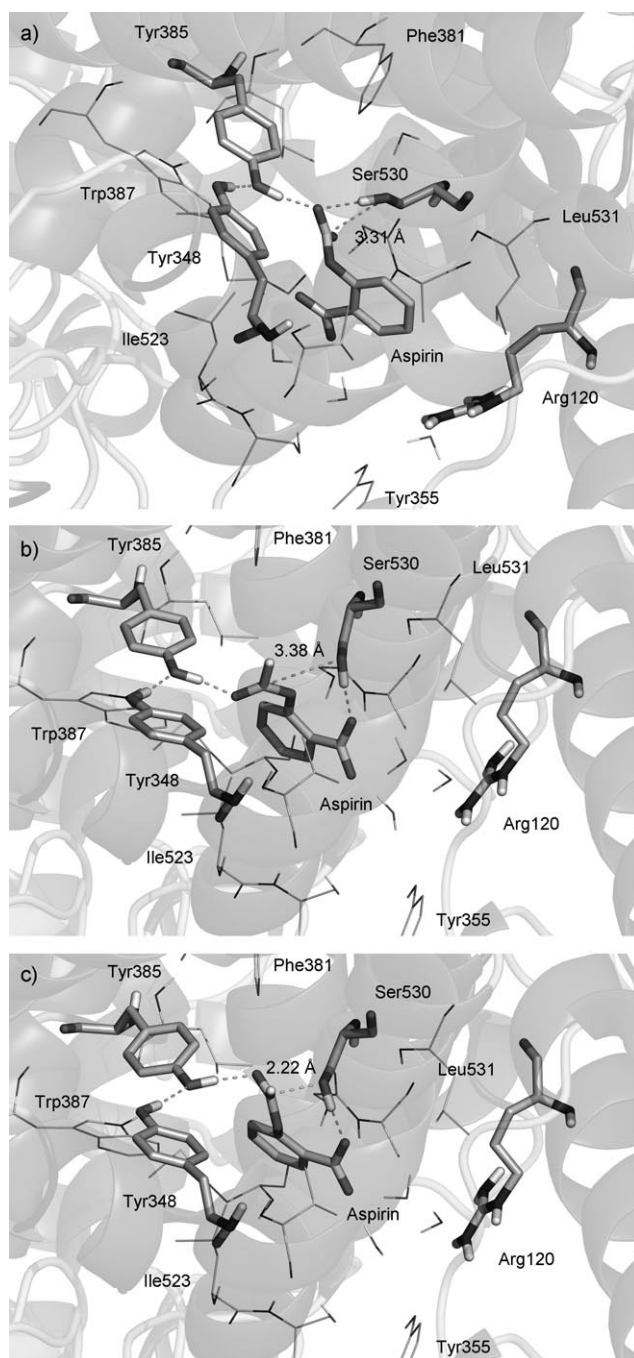 a)
Tyr385
Phe381
Ser530
Trp387
Leu531
3.31 Å
Tyr348
Ile523
Aspirin
Arg120
Tyr355
b)
Tyr385
Phe381
Ser530
Leu531
3.38 Å
Trp387
Tyr348
Aspirin
Arg120
Ile523
Tyr355
c)
Tyr385
Phe381
Ser530
2.22 Å
Trp387
Leu531
Tyr348
Aspirin
Arg120
Ile523
Tyr355